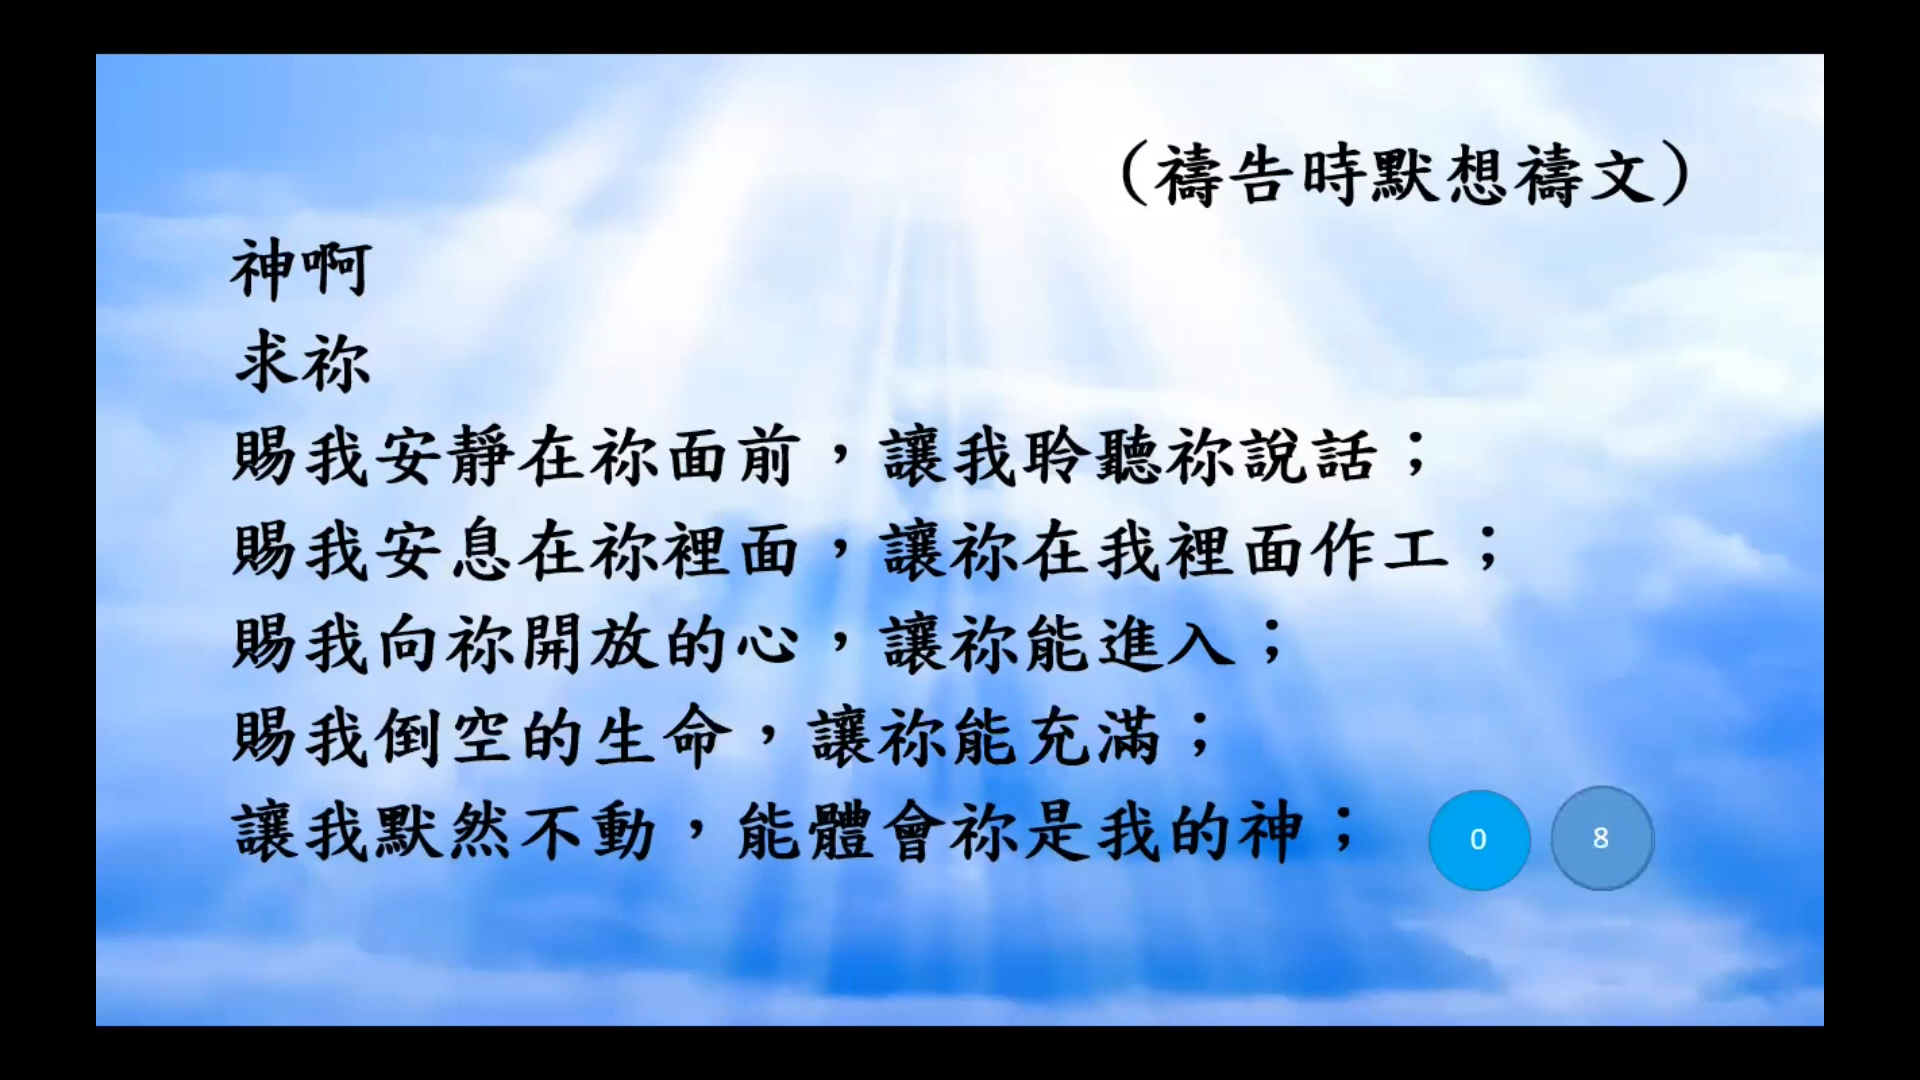 （禱告時默想禱文）
神啊
求祢
賜我安靜在祢面前，讓我聆聽祢說話；
賜我安息在祢裡面，讓祢在我裡面作工；
賜我向祢開放的心，讓祢能進入；
賜我倒空的生命，讓祢能充滿；
讓我默然不動，能體會祢是我的神；
0 8